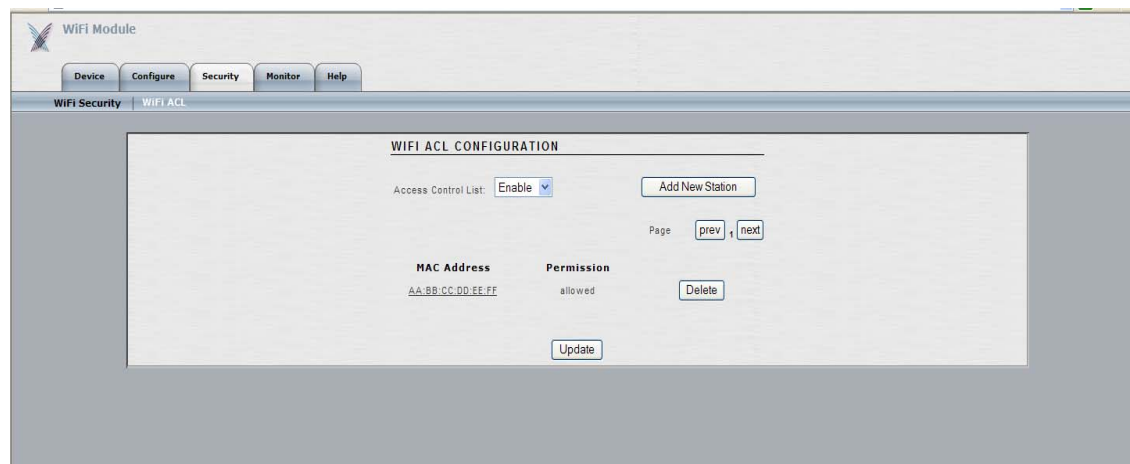 WiFi Module
Device Configure Security Monitor Help
WiFi Security | WiFi ACL
WIFI ACL CONFIGURATION
Access Control List: Enable Add New Station
Page prev 1 next
MAC Address Permission
AA:BB:CC:DD:EE:FF allowed Delete
Update